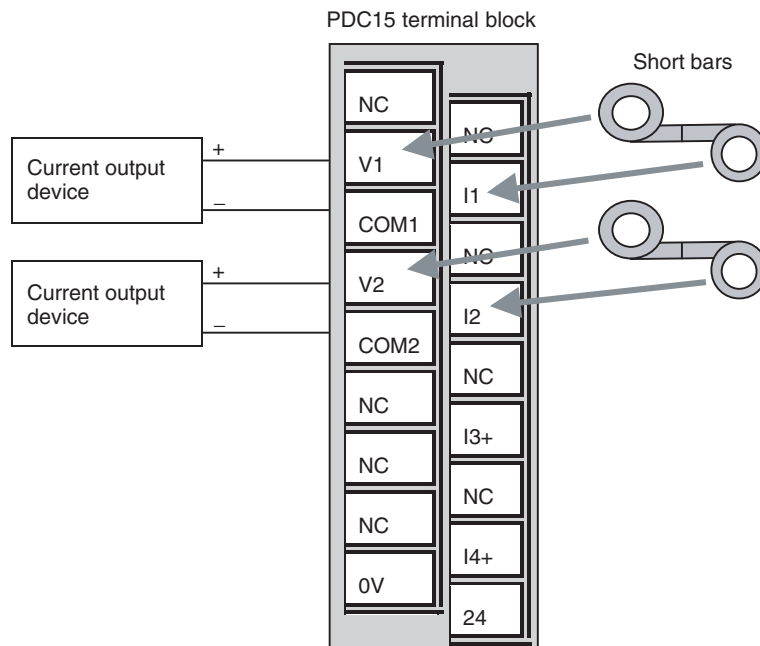 PDC15 terminal block
Short bars
NC
V1
COM1
V2
COM2
NC
NC
NC
0V
NC
I1
NC
I2
NC
I3+
NC
I4+
24
Current output
device
+
−
Current output
device
+
−